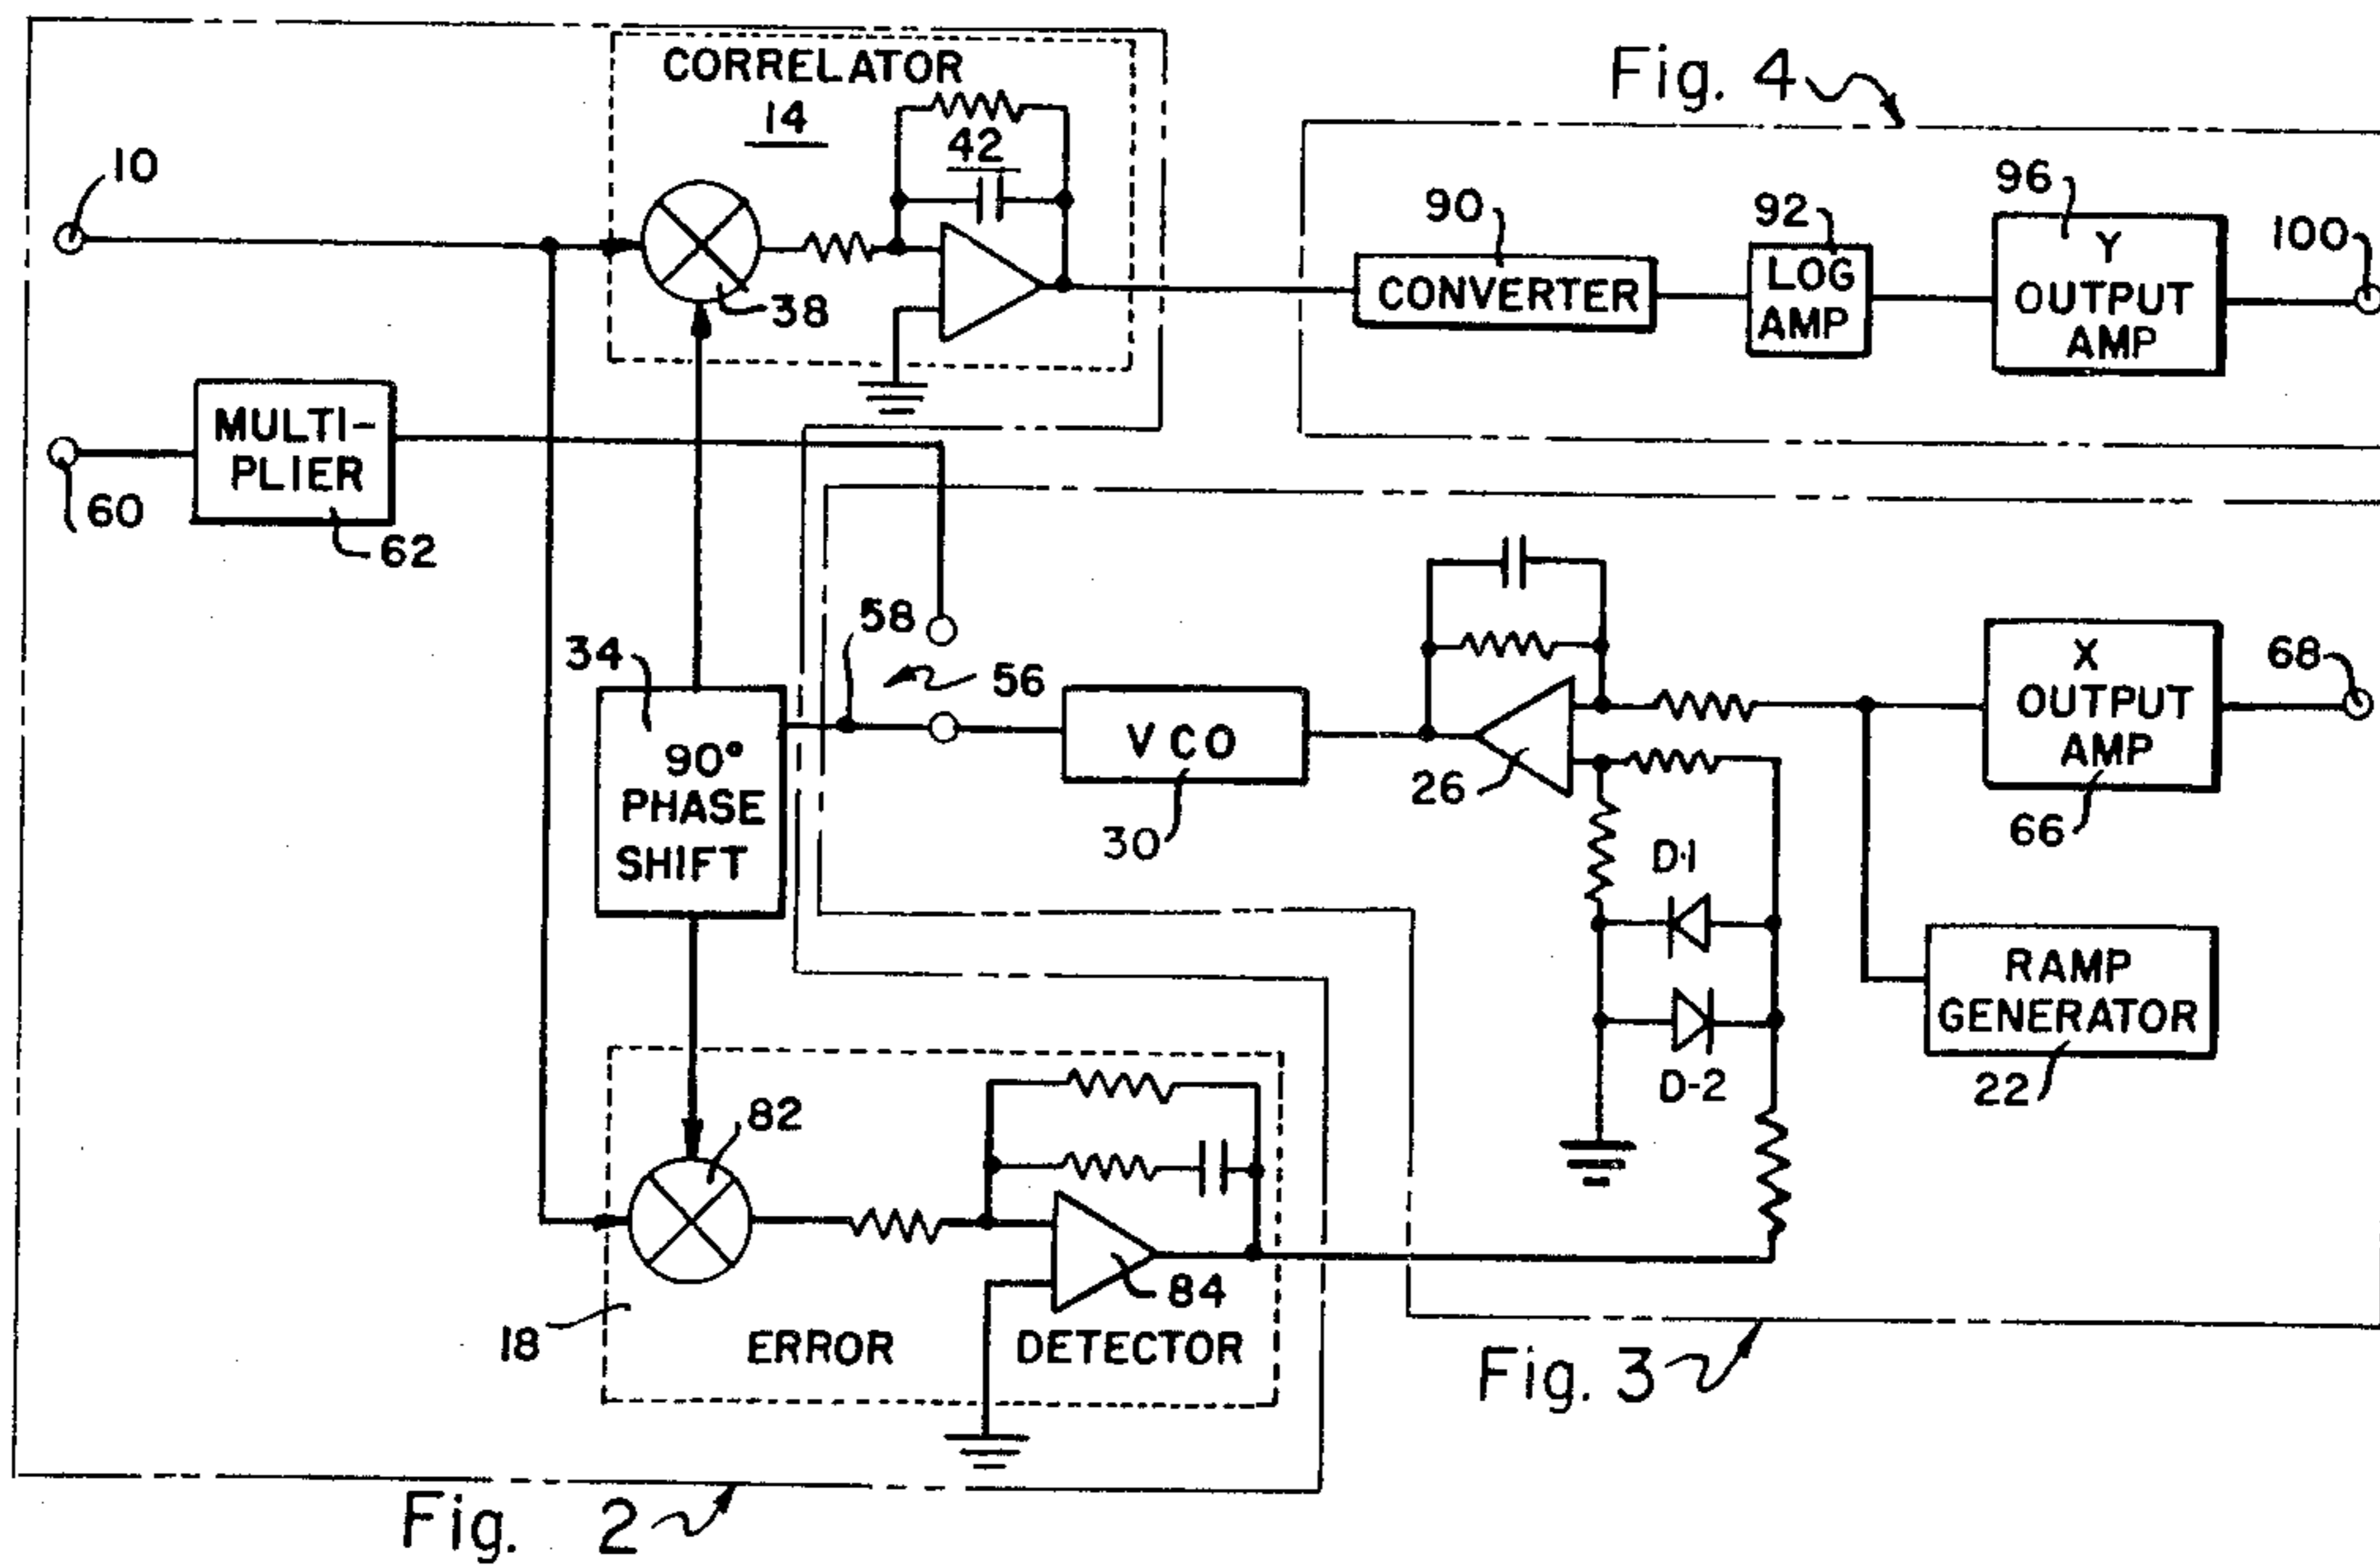 CORRELATOR
14
42
38
10
Fig. 4
90
CONVERTER
92
LOG
AMP
96
Y
OUTPUT
AMP
100
MULTI-
PLIER
60
62
34
90°
PHASE
SHIFT
58
56
VCO
30
26
X
OUTPUT
AMP
66
68
D-1
D-2
RAMP
GENERATOR
22
82
84
18
ERROR DETECTOR
Fig. 3
Fig. 2